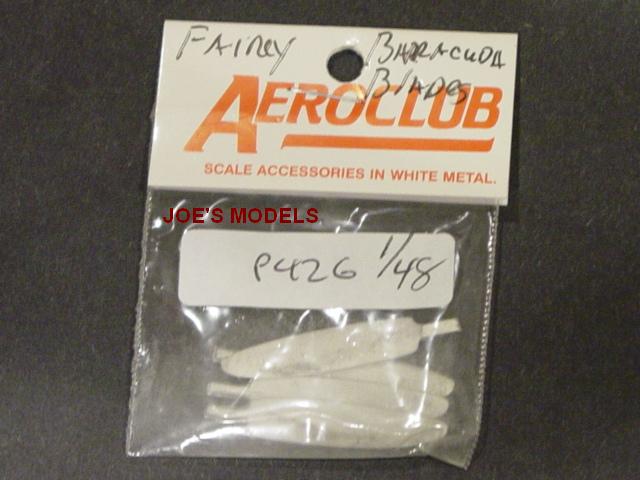 FAIREY BARRACUDA
BLADES
AEROCLUB
SCALE ACCESSORIES IN WHITE METAL.
JOE'S MODELS
P426 1/48